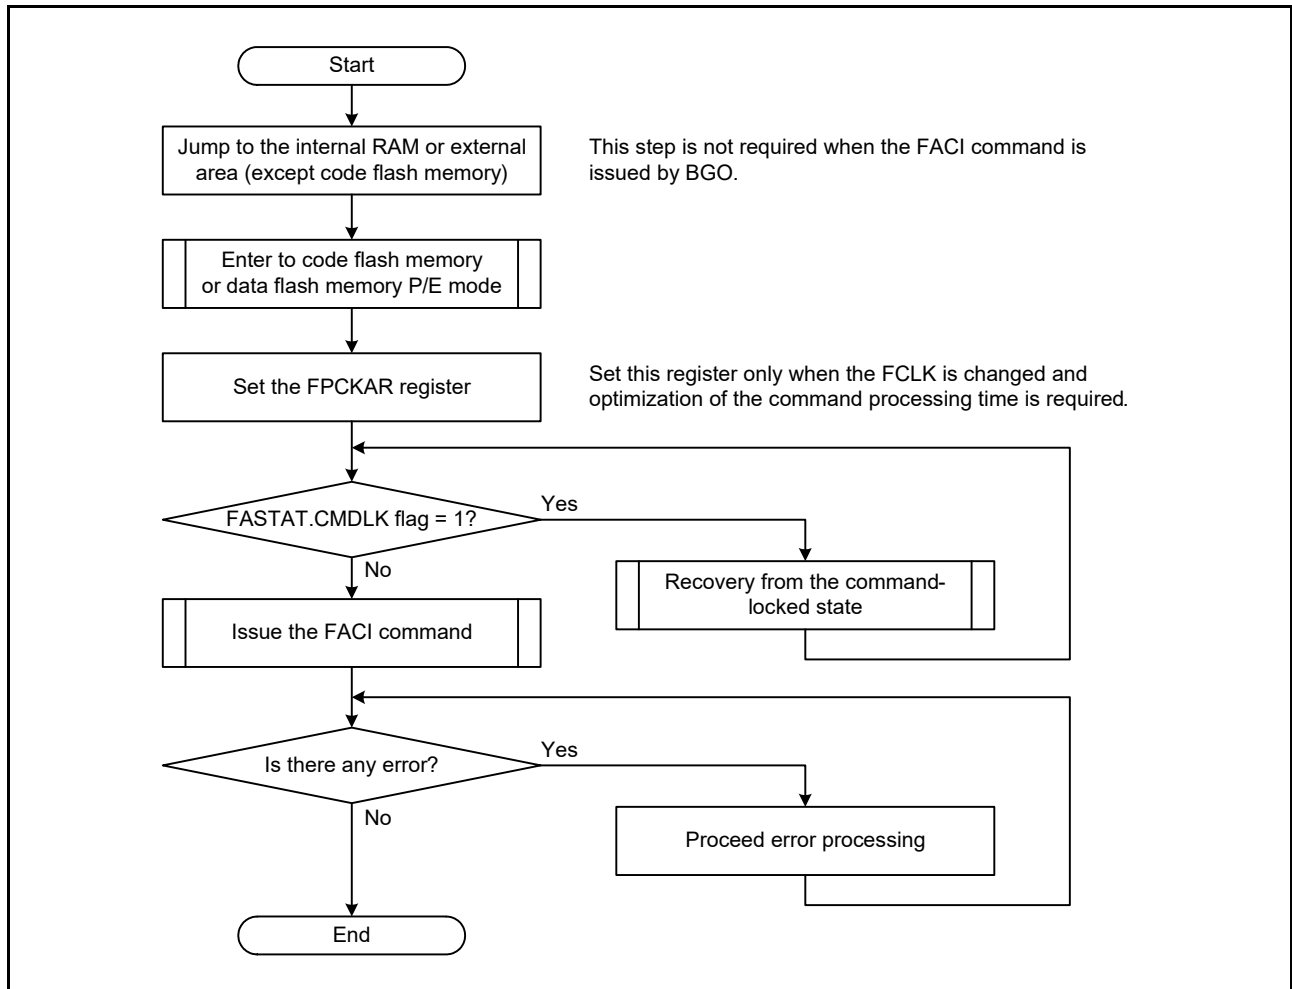 Start
Jump to the internal RAM or external
area (except code flash memory)
This step is not required when the FACI command is
issued by BGO.
Enter to code flash memory
or data flash memory P/E mode
Set the FPCKAR register
Set this register only when the FCLK is changed and
optimization of the command processing time is required.
FASTAT.CMDLK flag = 1?
Yes
No
Recovery from the command-
locked state
Issue the FACI command
Is there any error?
Yes
No
Proceed error processing
End